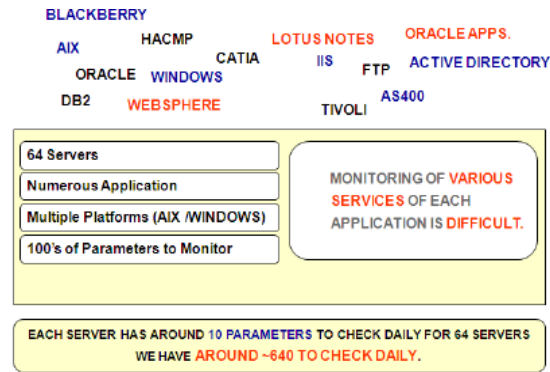 BLACKBERRY
AIX HACMP LOTUS NOTES ORACLE APPS.
ORACLE WINDOWS CATIA IIS FTP ACTIVE DIRECTORY
DB2 WEBSPHERE TIVOLI AS400
64 Servers
Numerous Application
Multiple Platforms (AIX /WINDOWS)
100's of Parameters to Monitor
MONITORING OF VARIOUS
SERVICES OF EACH
APPLICATION IS DIFFICULT.
EACH SERVER HAS AROUND 10 PARAMETERS TO CHECK DAILY FOR 64 SERVERS
WE HAVE AROUND ~640 TO CHECK DAILY.